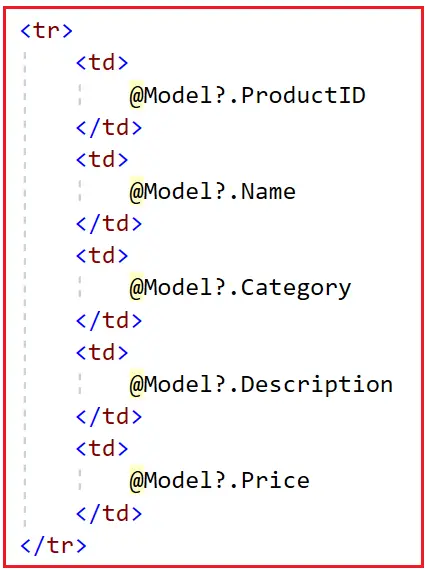 <tr>
<td>
@Model?.ProductID
</td>
<td>
@Model?.Name
</td>
<td>
@Model?.Category
</td>
<td>
@Model?.Description
</td>
<td>
@Model?.Price
</td>
</tr>